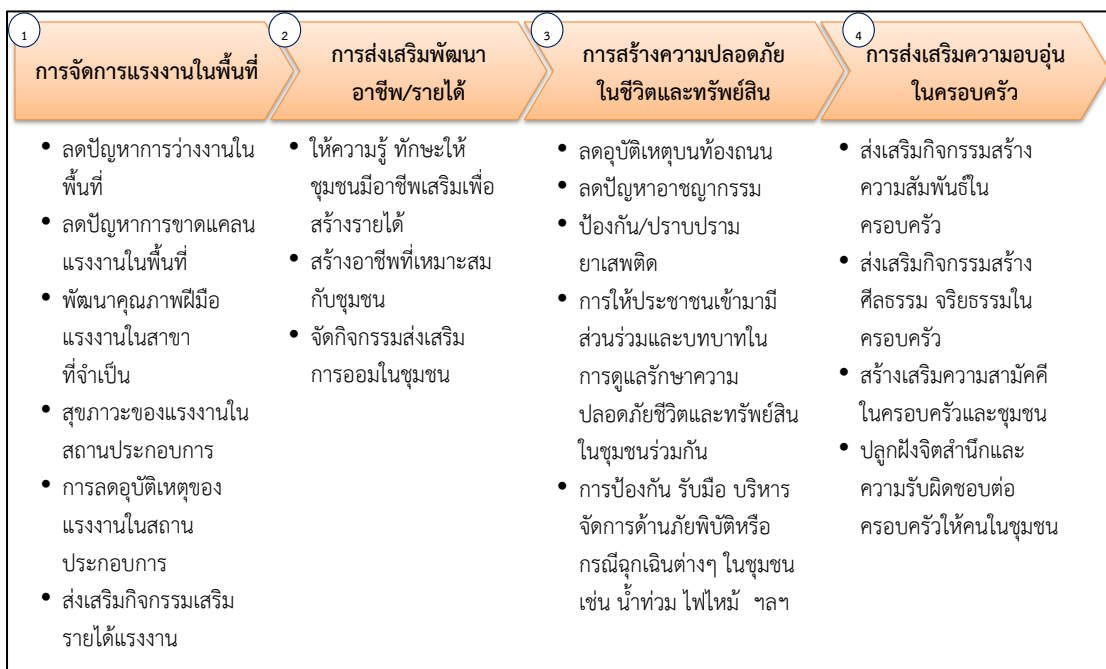 1
การจัดการแรงงานในพื้นที่
2
การส่งเสริมพัฒนา
อาชีพ/รายได้
3
การสร้างความปลอดภัย
ในชีวิตและทรัพย์สิน
4
การส่งเสริมความอบอุ่น
ในครอบครัว
• ลดปัญหาการว่างงานใน
พื้นที่
• ลดปัญหาการขาดแคลน
แรงงานในพื้นที่
• พัฒนาคุณภาพฝีมือ
แรงงานในสาขา
ที่จำเป็น
• สุขภาวะของแรงงานใน
สถานประกอบการ
• การลดอุบัติเหตุของ
แรงงานในสถาน
ประกอบการ
• ส่งเสริมกิจกรรมเสริม
รายได้แรงงาน
• ให้ความรู้ ทักษะให้
ชุมชนมีอาชีพเสริมเพื่อ
สร้างรายได้
• สร้างอาชีพที่เหมาะสม
กับชุมชน
• จัดกิจกรรมส่งเสริม
การออมในชุมชน
• ลดอุบัติเหตุบนท้องถนน
• ลดปัญหาอาชญากรรม
• ป้องกัน/ปราบปราม
ยาเสพติด
• การให้ประชาชนเข้ามามี
ส่วนร่วมและบทบาทใน
การดูแลรักษาความ
ปลอดภัยชีวิตและทรัพย์สิน
ในชุมชนร่วมกัน
• การป้องกัน รับมือ บริหาร
จัดการด้านภัยพิบัติหรือ
กรณีฉุกเฉินต่างๆ ในชุมชน
เช่น น้ำท่วม ไฟไหม้ ฯลฯ
• ส่งเสริมกิจกรรมสร้าง
ความสัมพันธ์ใน
ครอบครัว
• ส่งเสริมกิจกรรมสร้าง
ศีลธรรม จริยธรรมใน
ครอบครัว
• สร้างเสริมความสามัคคี
ในครอบครัวและชุมชน
• ปลูกฝังจิตสำนึกและ
ความรับผิดชอบต่อ
ครอบครัวให้คนในชุมชน